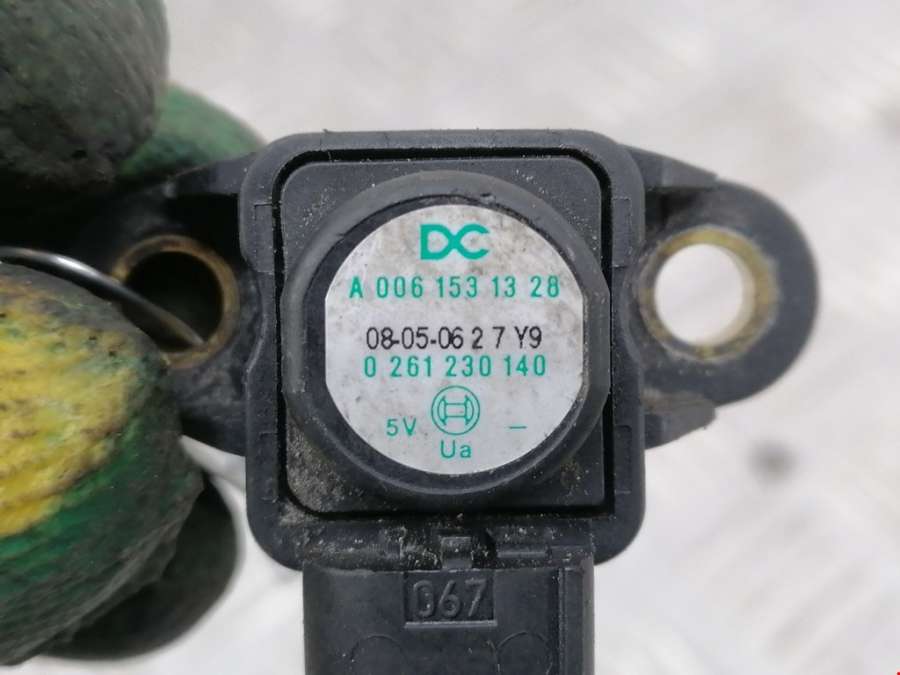 DC
A 006 153 13 28
08-05-06 2 7 Y9
0 261 230 140
5V –
Ua
067